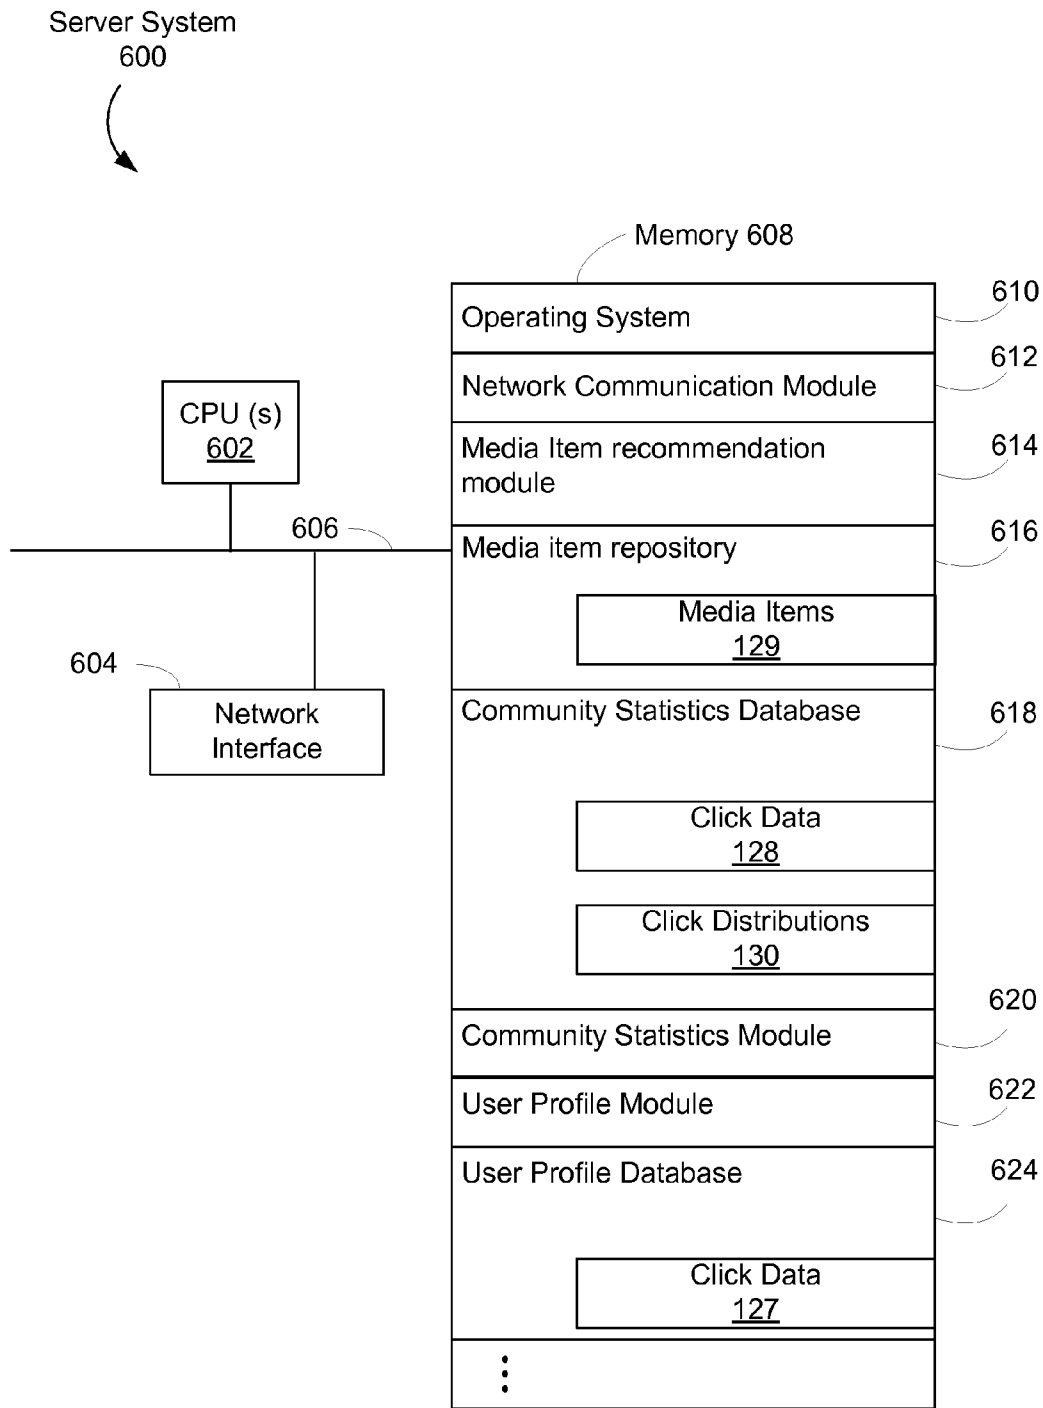 Server System
600
Memory 608
610
Operating System
612
Network Communication Module
CPU (s)
602
614
Media Item recommendation
module
606
616
Media item repository
Media Items
129
604
Network
Interface
618
Community Statistics Database
Click Data
128
Click Distributions
130
620
Community Statistics Module
622
User Profile Module
624
User Profile Database
Click Data
127